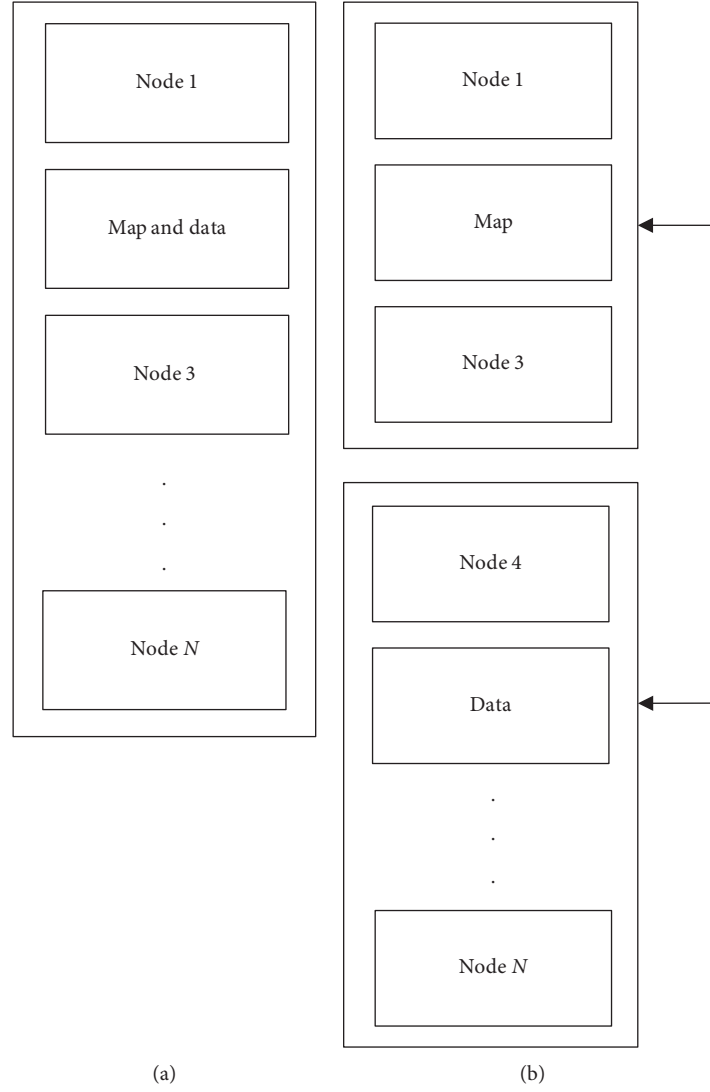 Node 1
Map and data
Node 3
.
.
.
Node N
(a)
Node 1
Map
Node 3
Node 4
Data
.
.
.
Node N
(b)